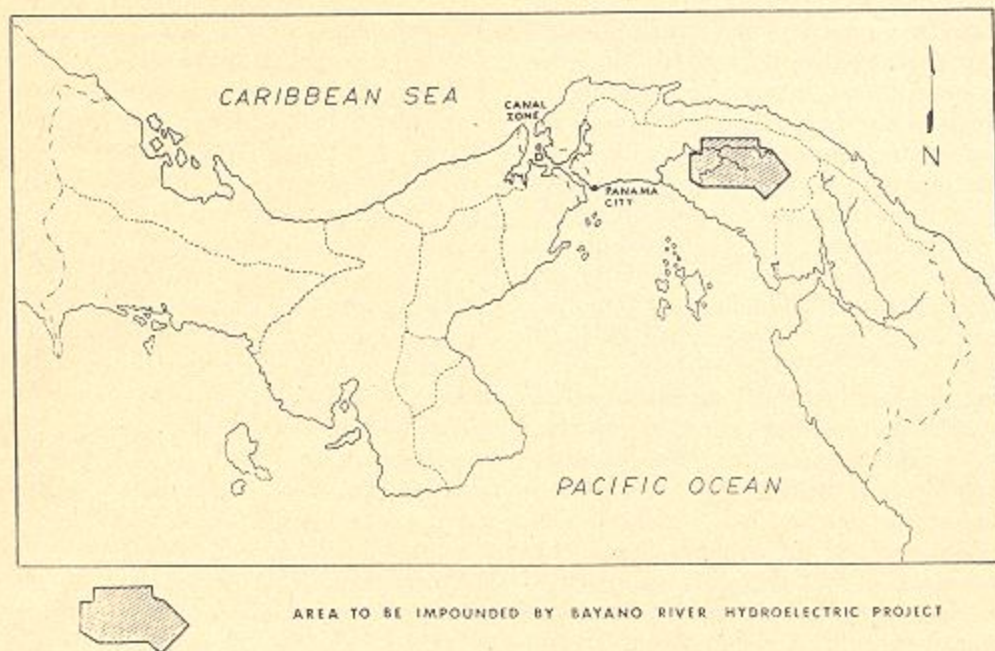 CARIBBEAN SEA
CANAL
ZONE
N
PANAMA
CITY
PACIFIC OCEAN
AREA TO BE IMPOUNDED BY BAYANO RIVER HYDROELECTRIC PROJECT